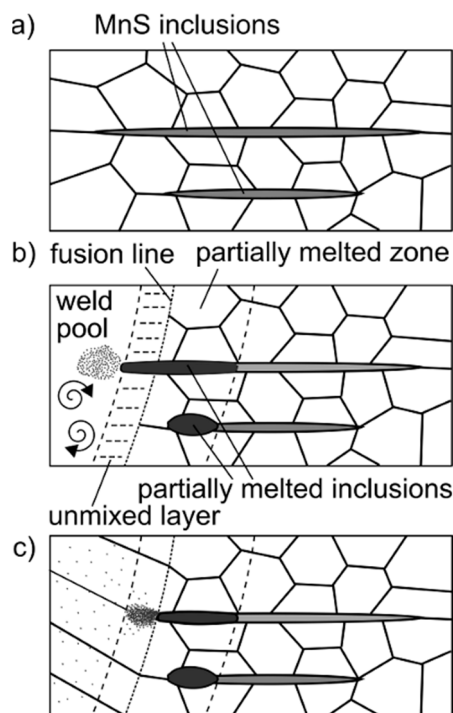 a)
MnS inclusions
b)
fusion line
partially melted zone
weld
pool
partially melted inclusions
unmixed layer
c)